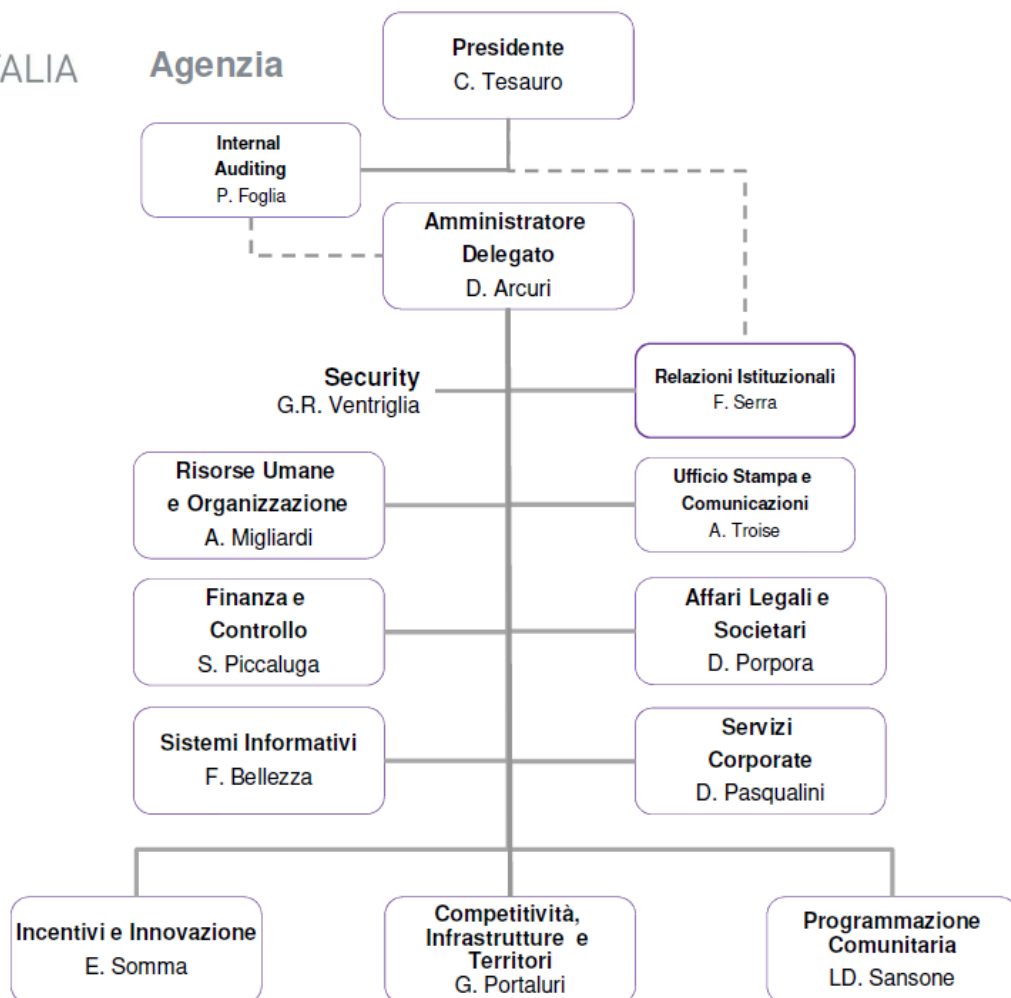 TALIA
Agenzia
Presidente
C. Tesauro
Internal
Auditing
P. Foglia
Amministratore
Delegato
D. Arcuri
Security
G.R. Ventriglia
Relazioni Istituzionali
F. Serra
Risorse Umane
e Organizzazione
A. Migliardi
Ufficio Stampa e
Comunicazioni
A. Troise
Finanza e
Controllo
S. Piccaluga
Affari Legali e
Societari
D. Porpora
Sistemi Informativi
F. Bellezza
Servizi
Corporate
D. Pasqualini
Incentivi e Innovazione
E. Somma
Competitività,
Infrastrutture e
Territori
G. Portaluri
Programmazione
Comunitaria
LD. Sansone